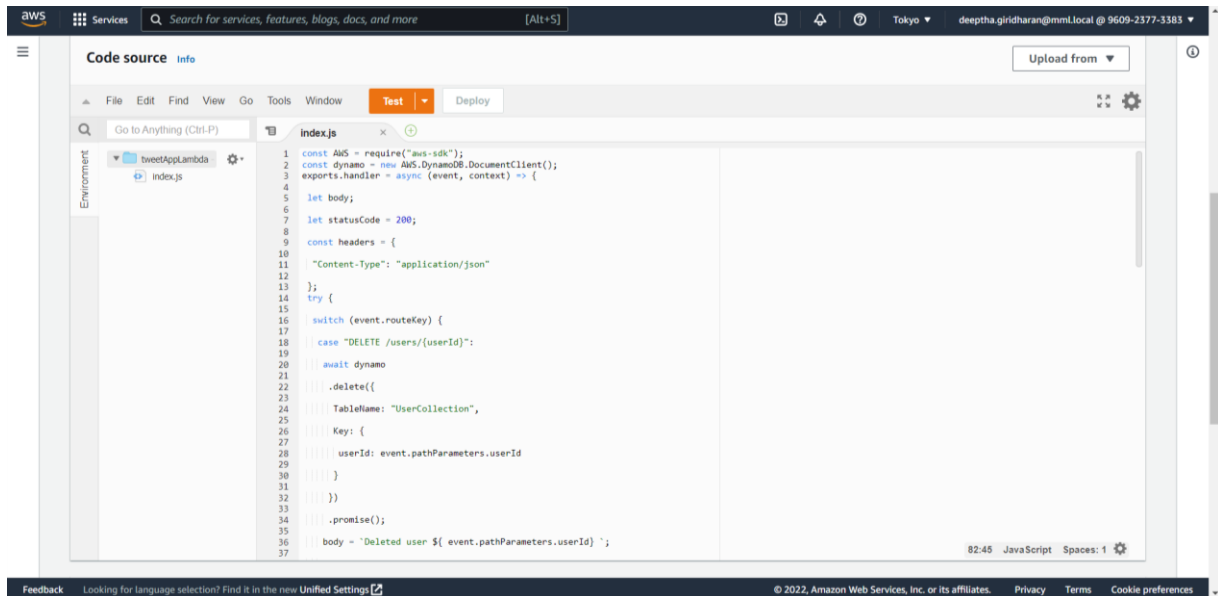 aws Services Search for services, features, blogs, docs, and more [Alt+S] Tokyo ▼ deeptha.giridharan@mml.local @ 9609-2377-3383 ▼
Code source Info Upload from ▼
File Edit Find View Go Tools Window Test Deploy
Go to Anything (Ctrl-P) index.js
Environment
tweetAppLambda
index.js
1 const AWS = require("aws-sdk");
2 const dynamo = new AWS.DynamoDB.DocumentClient();
3 exports.handler = async (event, context) => {
4
5 let body;
6
7 let statusCode = 200;
8
9 const headers = {
10
11 "Content-Type": "application/json"
12
13 };
14 try {
15
16 switch (event.routeKey) {
17
18 case "DELETE /users/{userId}":
19
20 await dynamo
21
22 .delete({
23
24 TableName: "UserCollection",
25
26 Key: {
27
28 userId: event.pathParameters.userId
29
30 }
31
32 })
33
34 .promise();
35
36 body = `Deleted user ${ event.pathParameters.userId} `;
37
82:45 JavaScript Spaces: 1
Feedback Looking for language selection? Find it in the new Unified Settings © 2022, Amazon Web Services, Inc. or its affiliates. Privacy Terms Cookie preferences